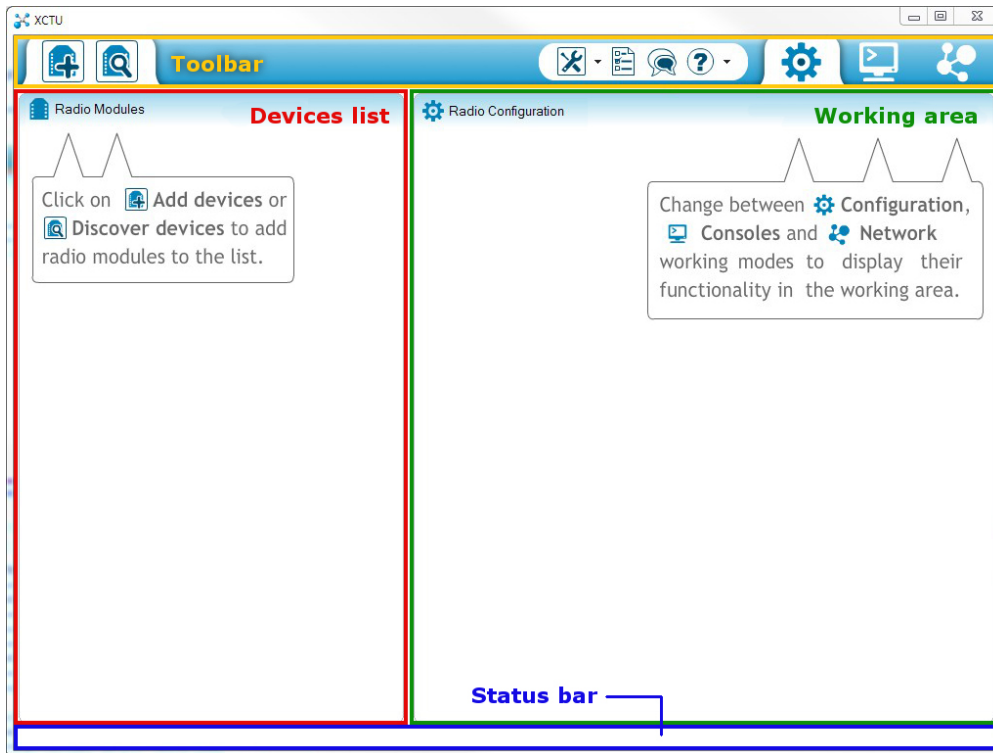 XCTU
Toolbar
Radio Modules
Devices list
Radio Configuration
Working area
Click on Add devices or
Discover devices to add
radio modules to the list.
Change between Configuration,
Consoles and Network
working modes to display their
functionality in the working area.
Status bar